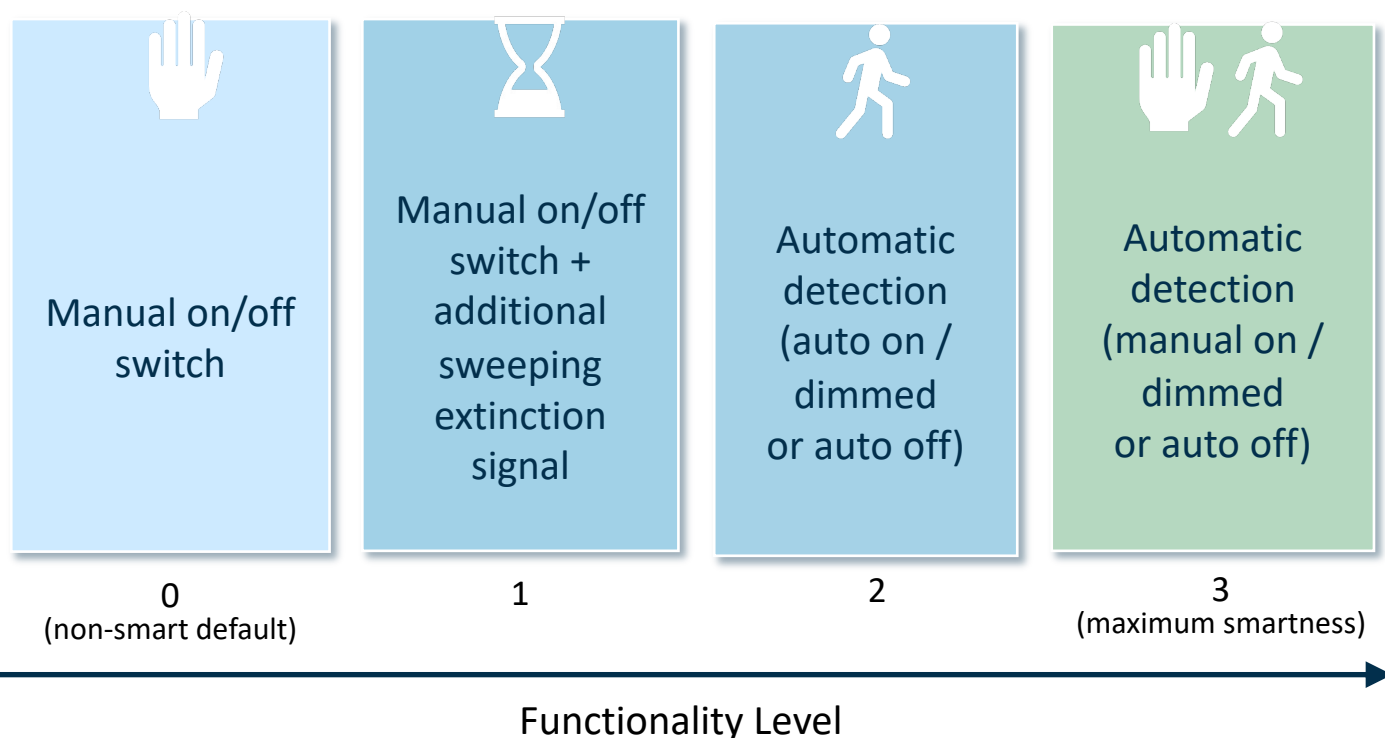 Manual on/off
switch
Manual on/off
switch +
additional
sweeping
extinction
signal
Automatic
detection
(auto on /
dimmed
or auto off)
Automatic
detection
(manual on /
dimmed
or auto off)
0
(non-smart default)
1
2
3
(maximum smartness)
Functionality Level